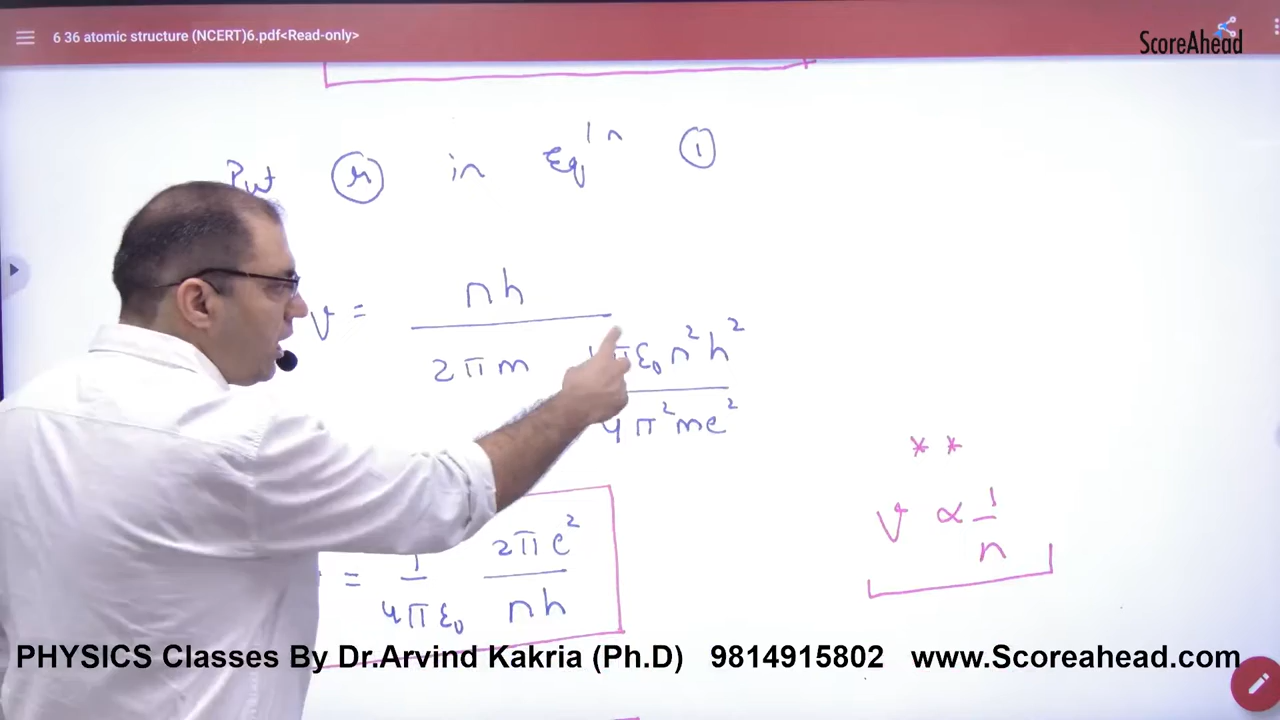 6 36 atomic structure (NCERT)6.pdf<Read-only>
ScoreAhead
Put r in Eqⁿ ①
v = nh
2πm 4πε₀n²h²
4π²me²
* *
v ∝ 1
n
= 1 2πe²
4πε₀ nh
PHYSICS Classes By Dr.Arvind Kakria (Ph.D) 9814915802 www.Scoreahead.com